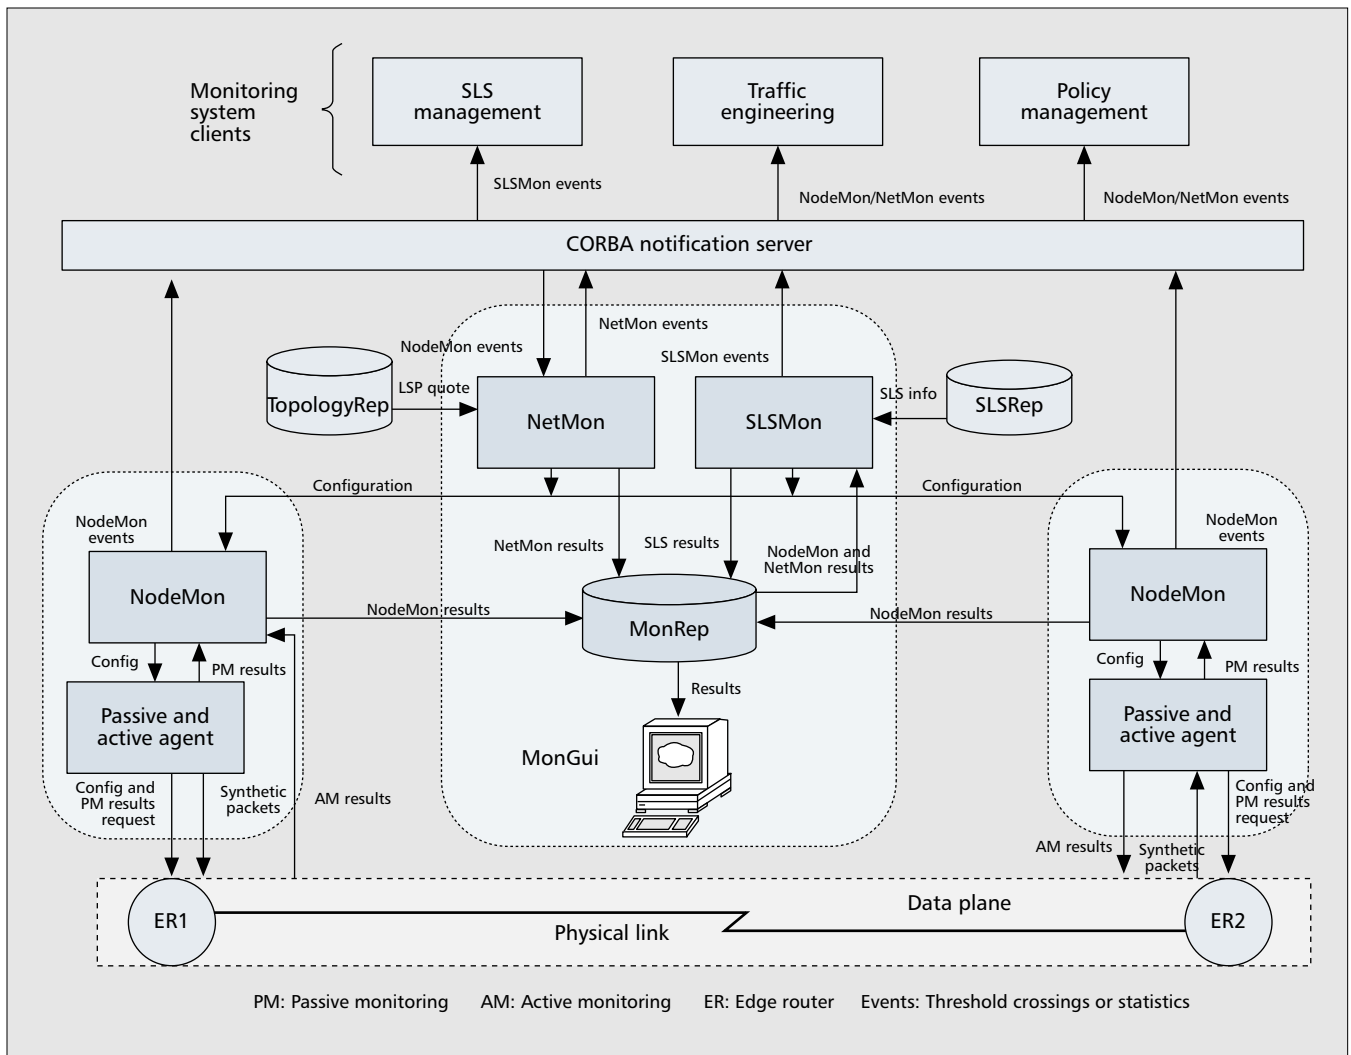 Monitoring
system
clients
SLS
management
Traffic
engineering
Policy
management
SLSMon events
NodeMon/NetMon events
NodeMon/NetMon events
CORBA notification server
NetMon events
NodeMon events
SLSMon events
TopologyRep
LSP quote
NetMon
SLSMon
SLS info
SLSRep
Configuration
Configuration
NodeMon
events
NetMon results
SLS results
NodeMon and
NetMon results
NodeMon
events
NodeMon
NodeMon results
MonRep
NodeMon results
NodeMon
Config
PM results
Results
Config
PM results
Passive and
active agent
MonGui
Passive and
active agent
Config and
PM results
request
Synthetic
packets
AM results
AM results
Synthetic
packets
Config and
PM results
request
ER1
Physical link
Data plane
ER2
PM: Passive monitoring
AM: Active monitoring
ER: Edge router
Events: Threshold crossings or statistics